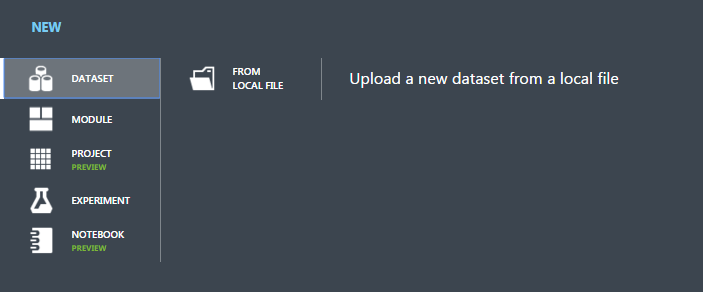 NEW
DATASET
MODULE
PROJECT
PREVIEW
EXPERIMENT
NOTEBOOK
PREVIEW
FROM
LOCAL FILE
Upload a new dataset from a local file